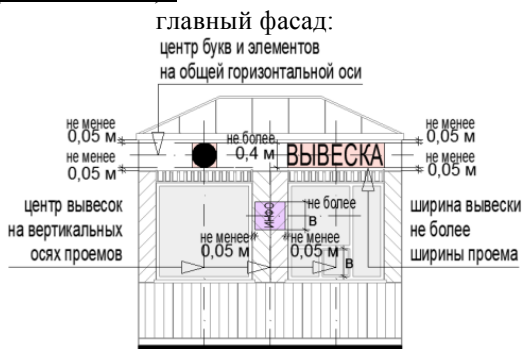 главный фасад:
центр букв и элементов
на общей горизонтальной оси
не менее
0,05 м
не более
0,4 м
ВЫВЕСКА
не менее
0,05 м
не менее
0,05 м
не менее
0,05 м
центр вывесок
на вертикальных
осях проемов
ИНФО
не более
в
не менее
0,05 м
не менее
0,05 м
в
ширина вывески
не более
ширины проема